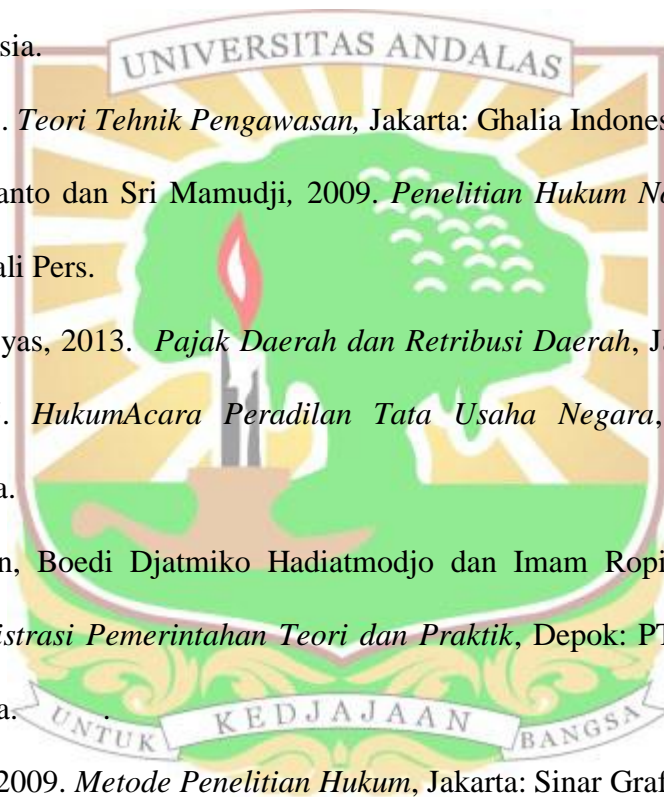 sia.
UNIVERSITAS ANDALAS
. Teori Tehnik Pengawasan, Jakarta: Ghalia Indones
anto dan Sri Mamudji, 2009. Penelitian Hukum No
ali Pers.
yas, 2013. Pajak Daerah dan Retribusi Daerah, J
. HukumAcara Peradilan Tata Usaha Negara,
a.
n, Boedi Djatmiko Hadiatmodjo dan Imam Ropi
istrasi Pemerintahan Teori dan Praktik, Depok: PT
a. .
UNTUK KEDJAJAAN BANGSA
2009. Metode Penelitian Hukum, Jakarta: Sinar Graf